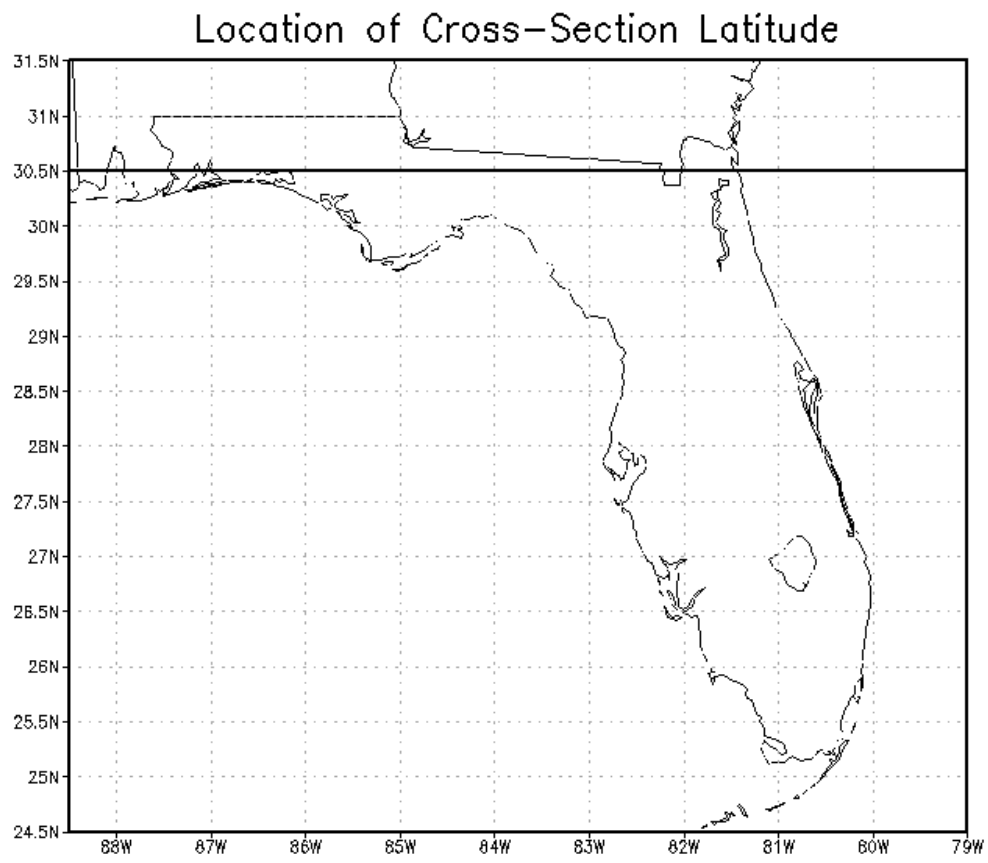 Location of Cross-Section Latitude
31.5N
31N
30.5N
30N
29.5N
29N
28.5N
28N
27.5N
27N
26.5N
26N
25.5N
25N
24.5N
88W 87W 86W 85W 84W 83W 82W 81W 80W 79W